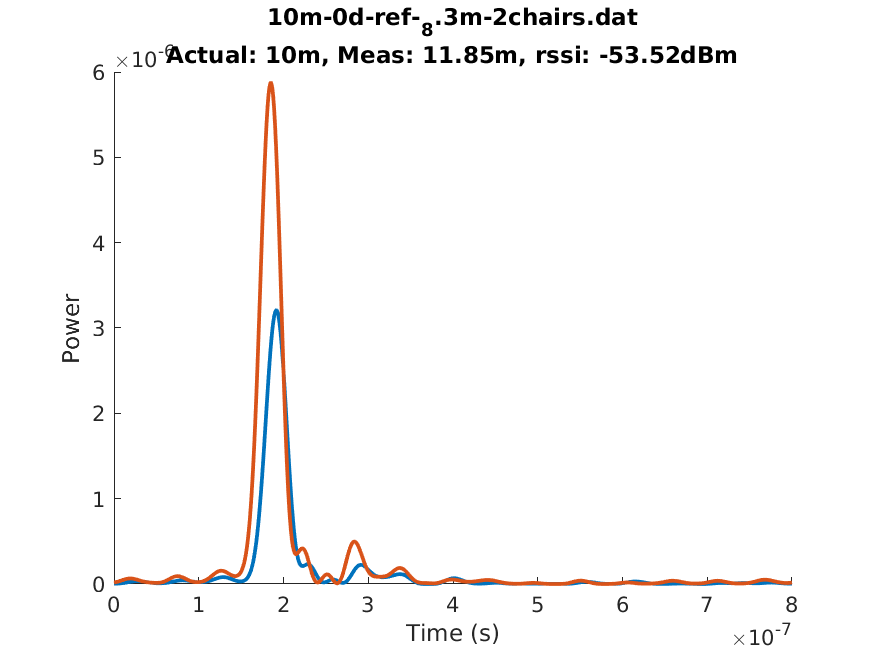 10m-0d-ref-₈.3m-2chairs.dat
Actual: 10m, Meas: 11.85m, rssi: -53.52dBm
×10⁻⁶
6
5
4
3
2
1
0
Power
0 1 2 3 4 5 6 7 8
Time (s)
×10⁻⁷